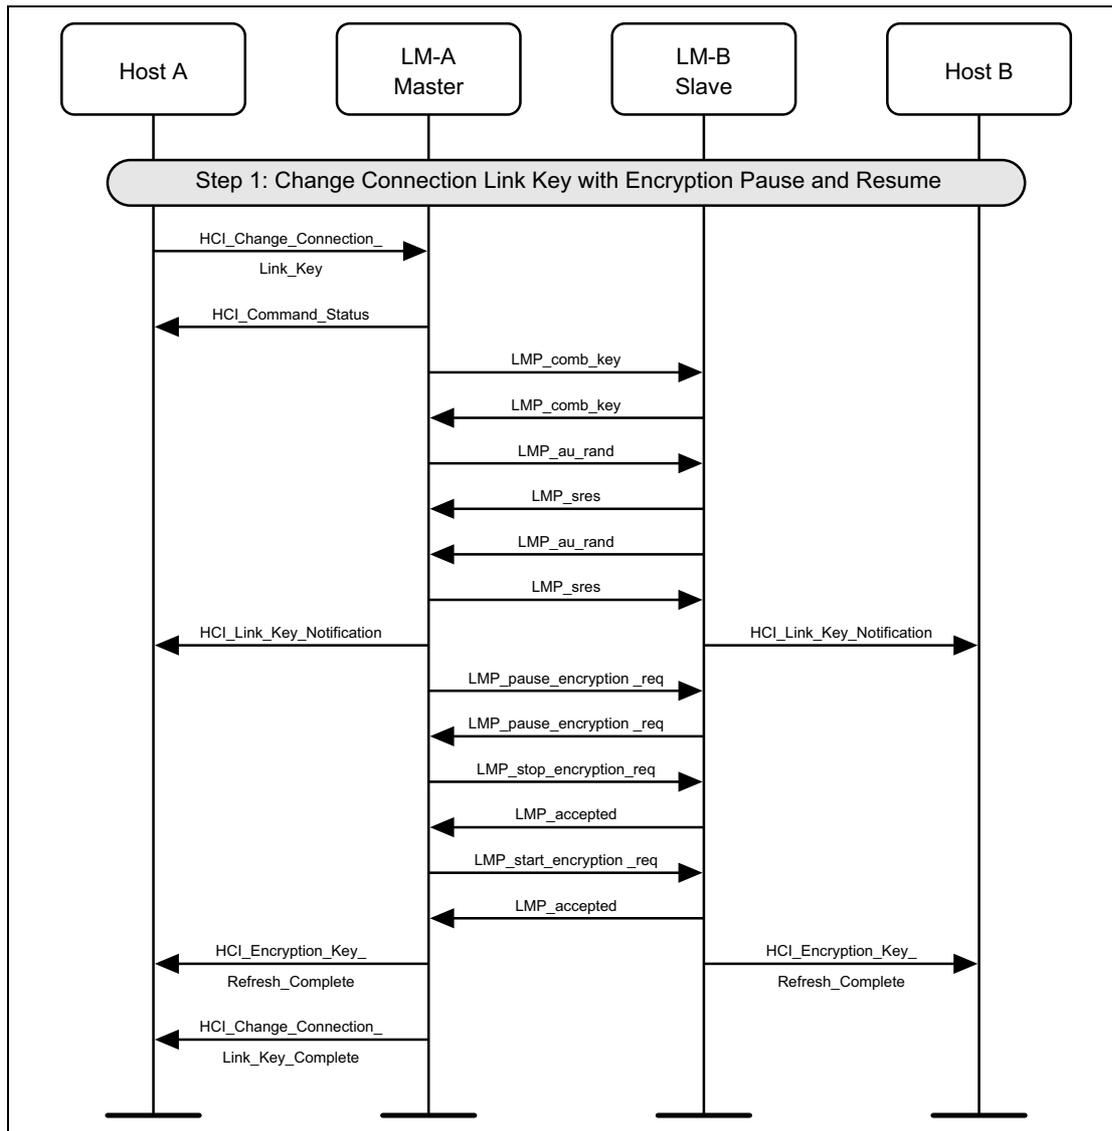 Host A
LM-A
Master
LM-B
Slave
Host B
Step 1: Change Connection Link Key with Encryption Pause and Resume
HCI_Change_Connection_
Link_Key
HCI_Command_Status
LMP_comb_key
LMP_comb_key
LMP_au_rand
LMP_sres
LMP_au_rand
LMP_sres
HCI_Link_Key_Notification
HCI_Link_Key_Notification
LMP_pause_encryption _req
LMP_pause_encryption _req
LMP_stop_encryption_req
LMP_accepted
LMP_start_encryption _req
LMP_accepted
HCI_Encryption_Key_
Refresh_Complete
HCI_Encryption_Key_
Refresh_Complete
HCI_Change_Connection_
Link_Key_Complete